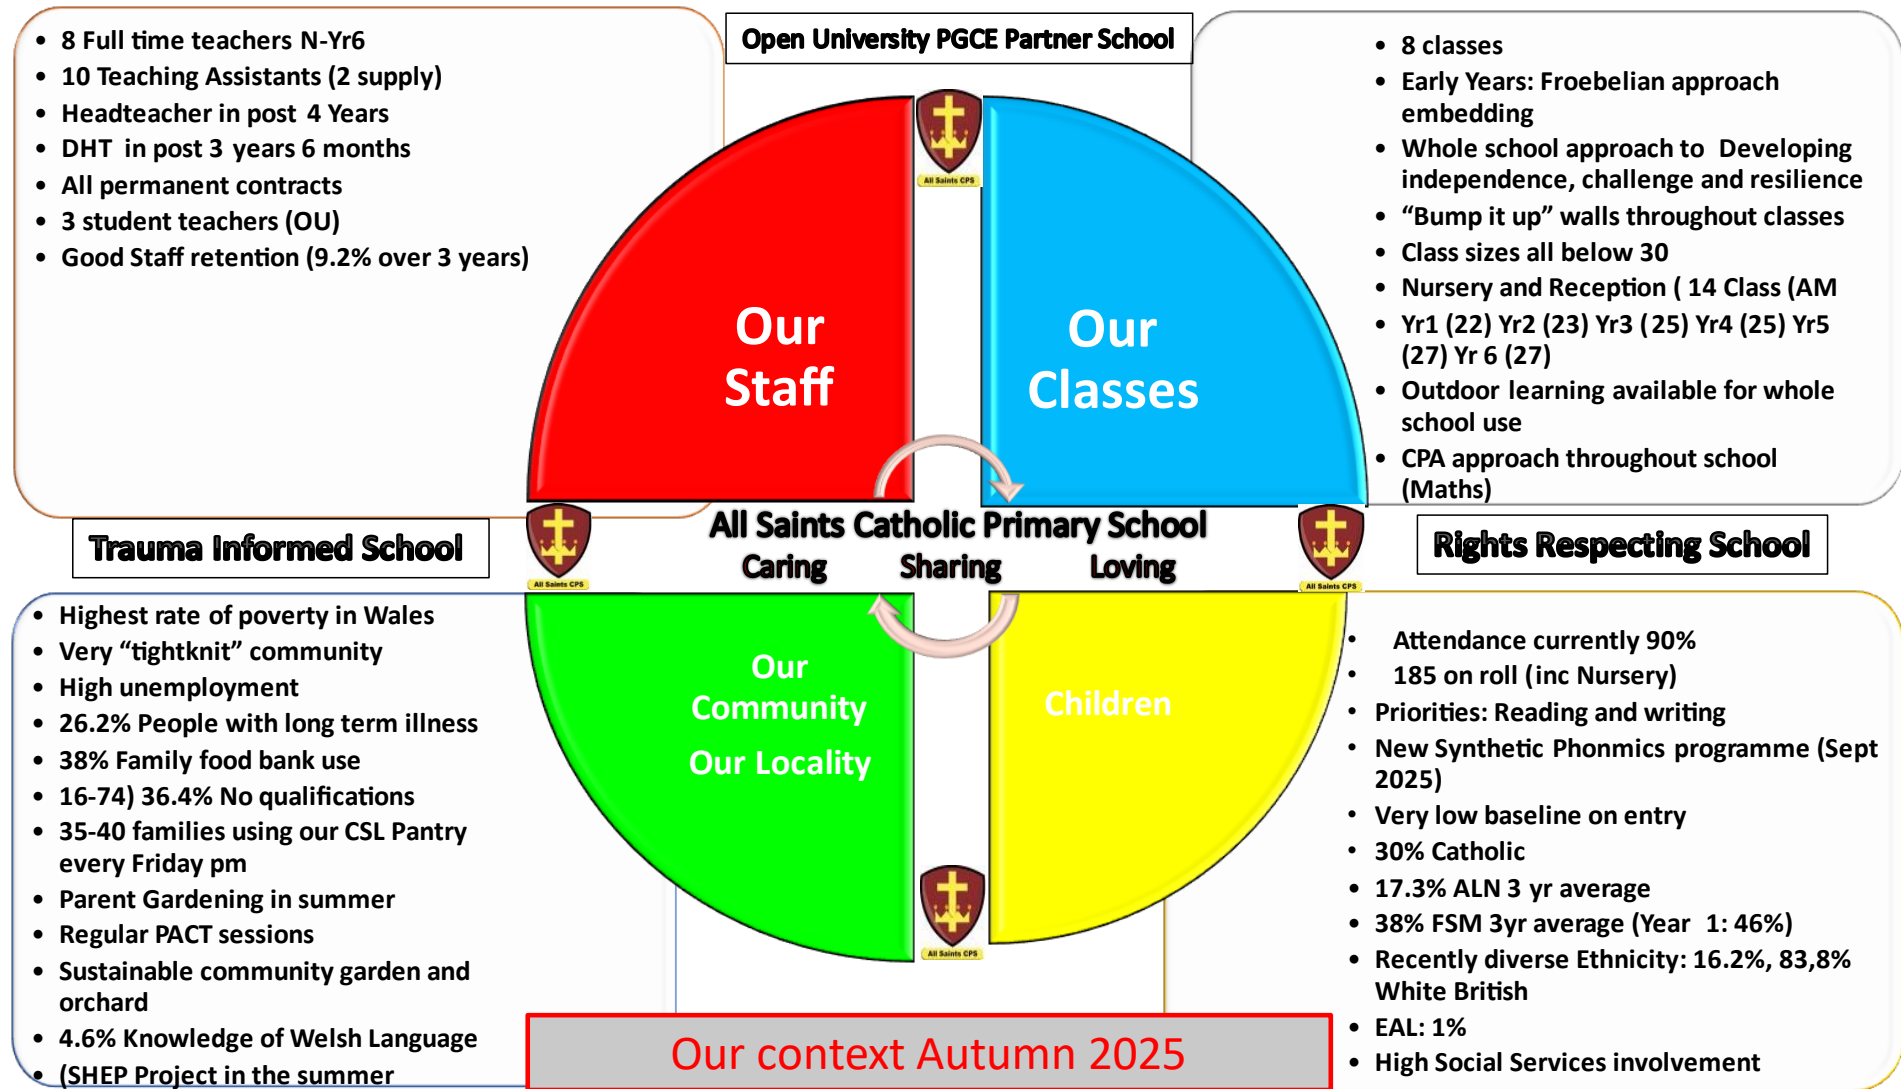 Open University PGCE Partner School
• 8 Full time teachers N-Yr6
• 10 Teaching Assistants (2 supply)
• Headteacher in post 4 Years
• DHT in post 3 years 6 months
• All permanent contracts
• 3 student teachers (OU)
• Good Staff retention (9.2% over 3 years)
• 8 classes
• Early Years: Froebelian approach
embedding
• Whole school approach to Developing
independence, challenge and resilience
• “Bump it up” walls throughout classes
• Class sizes all below 30
• Nursery and Reception ( 14 Class (AM
• Yr1 (22) Yr2 (23) Yr3 (25) Yr4 (25) Yr5
(27) Yr 6 (27)
• Outdoor learning available for whole
school use
• CPA approach throughout school
(Maths)
All Saints CPS
Our
Staff
Our
Classes
Trauma Informed School
All Saints CPS
All Saints Catholic Primary School
Caring Sharing Loving
All Saints CPS
Rights Respecting School
• Highest rate of poverty in Wales
• Very “tightknit” community
• High unemployment
• 26.2% People with long term illness
• 38% Family food bank use
• 16-74) 36.4% No qualifications
• 35-40 families using our CSL Pantry
every Friday pm
• Parent Gardening in summer
• Regular PACT sessions
• Sustainable community garden and
orchard
• 4.6% Knowledge of Welsh Language
• (SHEP Project in the summer
Our
Community
Our Locality
Children
All Saints CPS
• Attendance currently 90%
• 185 on roll (inc Nursery)
• Priorities: Reading and writing
• New Synthetic Phonmics programme (Sept
2025)
• Very low baseline on entry
• 30% Catholic
• 17.3% ALN 3 yr average
• 38% FSM 3yr average (Year 1: 46%)
• Recently diverse Ethnicity: 16.2%, 83,8%
White British
• EAL: 1%
• High Social Services involvement
Our context Autumn 2025